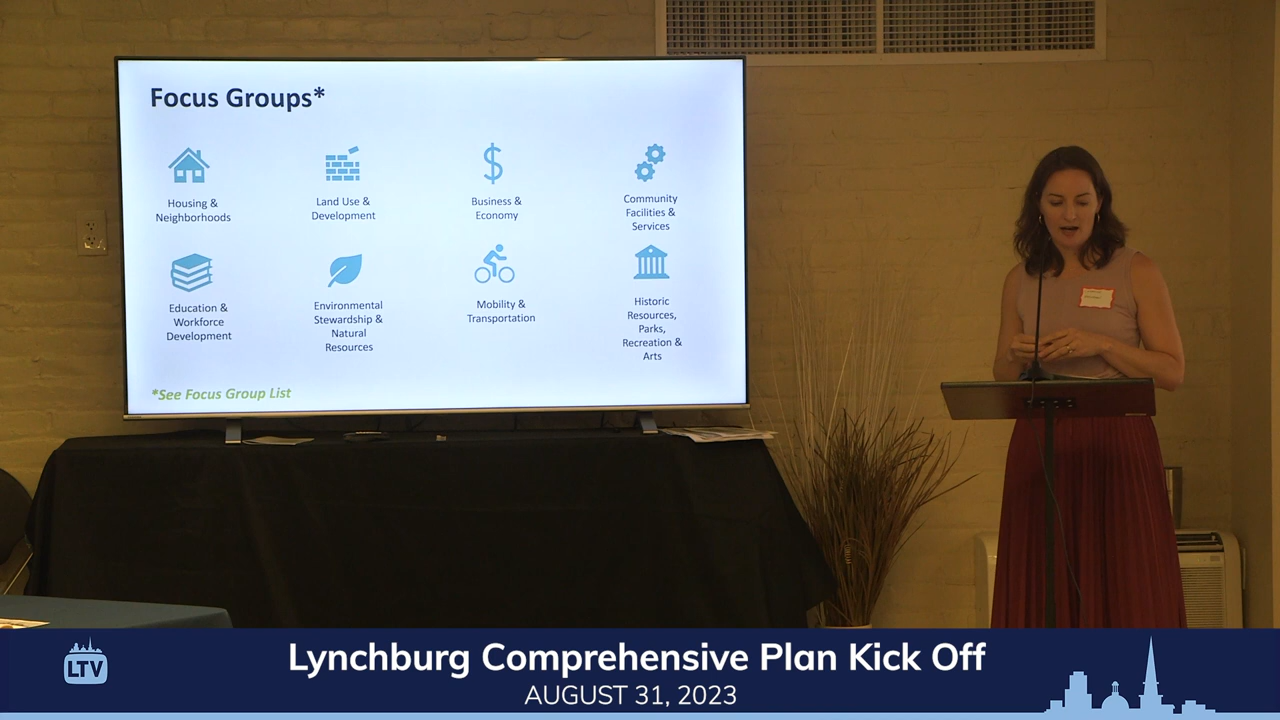 Focus Groups*
Housing &
Neighborhoods
Land Use &
Development
Business &
Economy
Community
Facilities &
Services
Education &
Workforce
Development
Environmental
Stewardship &
Natural
Resources
Mobility &
Transportation
Historic
Resources,
Parks,
Recreation &
Arts
*See Focus Group List
LTV
Lynchburg Comprehensive Plan Kick Off
AUGUST 31, 2023